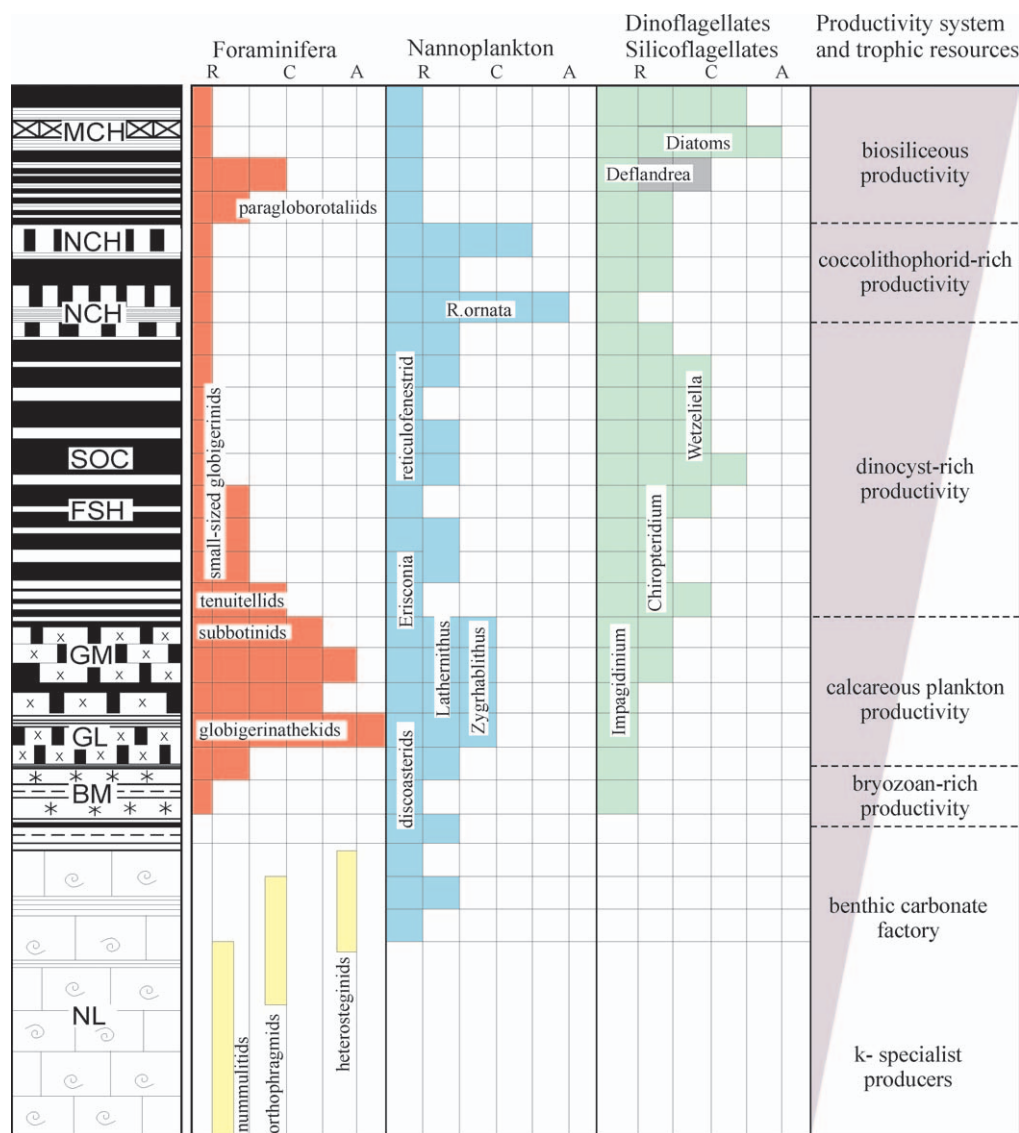 Foraminifera
Nannoplankton
Dinoflagellates
Silicoflagellates
Productivity system
and trophic resources
R C A
R C A
R C A
MCH
NCH
NCH
SOC
FSH
GM
GL
BM
NL
paragloborotaliids
small-sized globigerinids
tenuitellids
subbotinids
globigerinathekids
nummulitids
orthophragmids
heterosteginids
R.ornata
reticulofenestrid
Erisconia
Lathernithus
Zygrhablithus
discoasterids
Diatoms
Deflandrea
Wetzeliella
Chiropteridium
Impagidinium
biosiliceous
productivity
coccolithophorid-rich
productivity
dinocyst-rich
productivity
calcareous plankton
productivity
bryozoan-rich
productivity
benthic carbonate
factory
k- specialist
producers